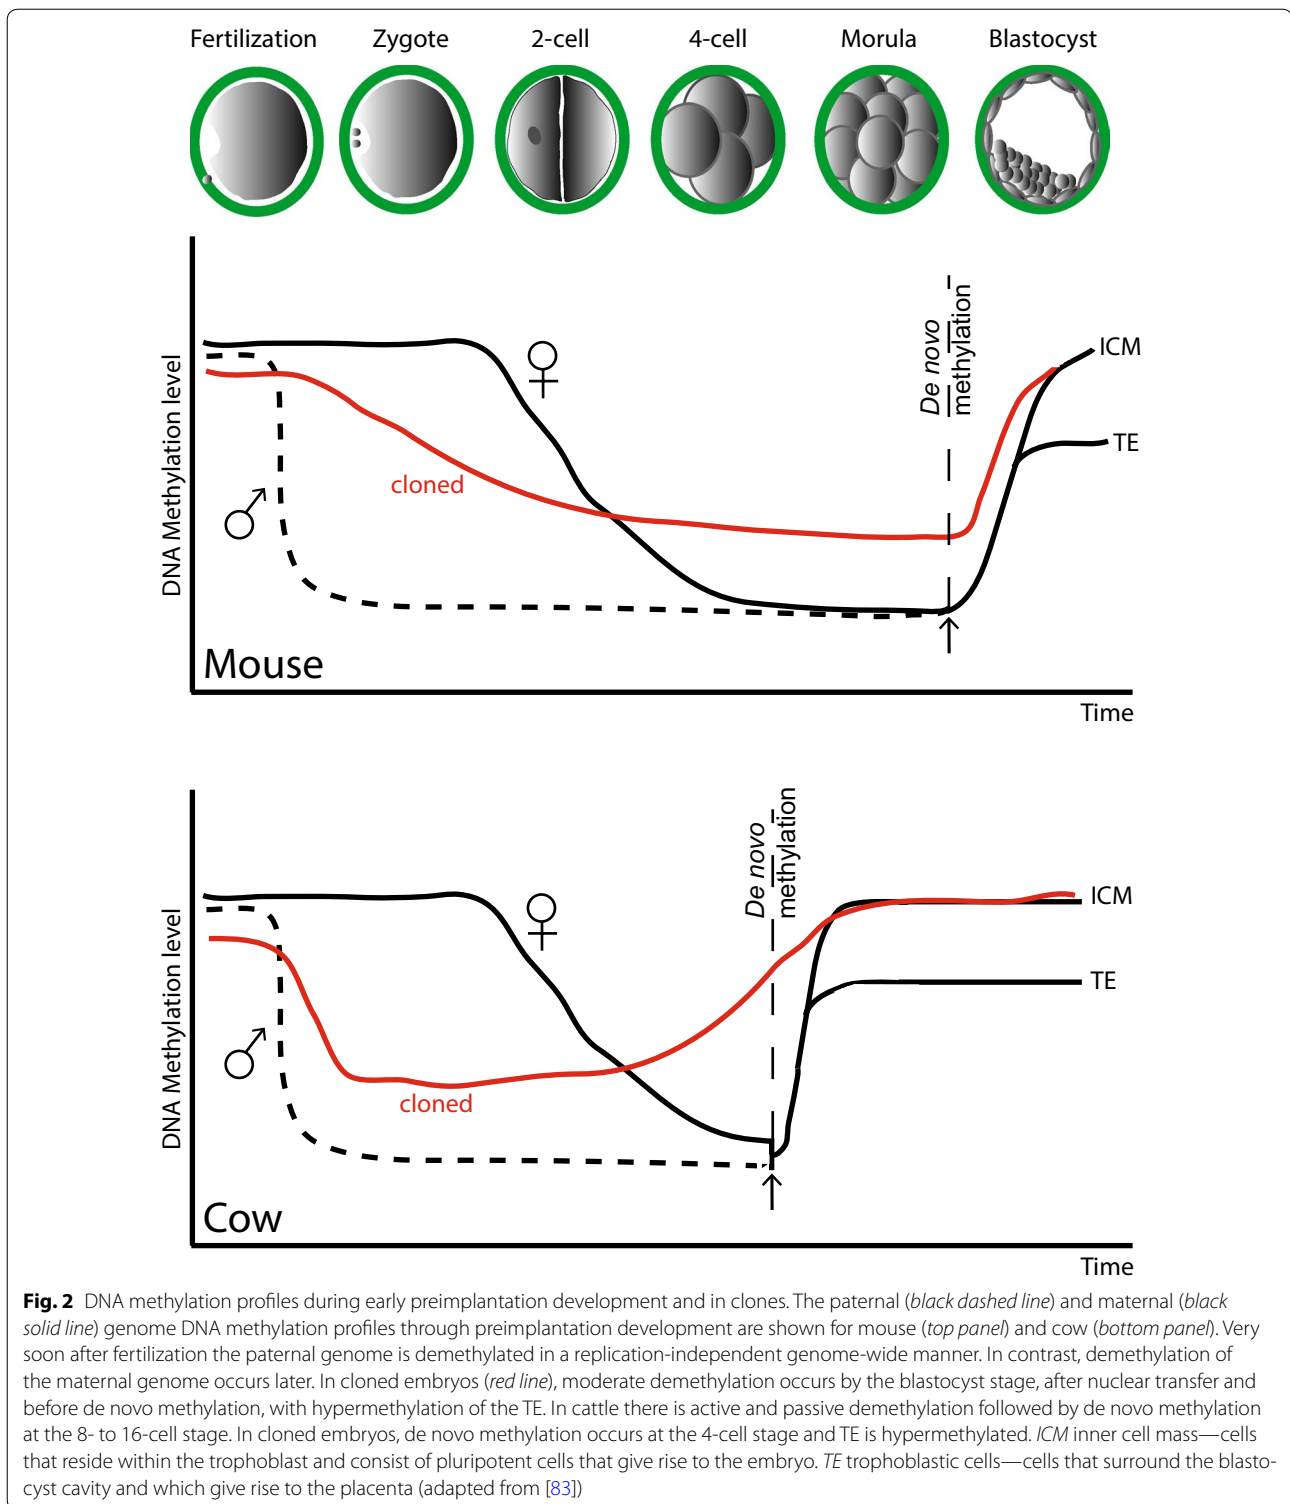 Fertilization Zygote 2-cell 4-cell Morula Blastocyst
DNA Methylation level
♀
♂
cloned
De novo
methylation
ICM
TE
Mouse
Time
DNA Methylation level
♀
♂
cloned
De novo
methylation
ICM
TE
Cow
Time
Fig. 2 DNA methylation profiles during early preimplantation development and in clones. The paternal (black dashed line) and maternal (black
solid line) genome DNA methylation profiles through preimplantation development are shown for mouse (top panel) and cow (bottom panel). Very
soon after fertilization the paternal genome is demethylated in a replication-independent genome-wide manner. In contrast, demethylation of
the maternal genome occurs later. In cloned embryos (red line), moderate demethylation occurs by the blastocyst stage, after nuclear transfer and
before de novo methylation, with hypermethylation of the TE. In cattle there is active and passive demethylation followed by de novo methylation
at the 8- to 16-cell stage. In cloned embryos, de novo methylation occurs at the 4-cell stage and TE is hypermethylated. ICM inner cell mass—cells
that reside within the trophoblast and consist of pluripotent cells that give rise to the embryo. TE trophoblastic cells—cells that surround the blasto-
cyst cavity and which give rise to the placenta (adapted from [83])